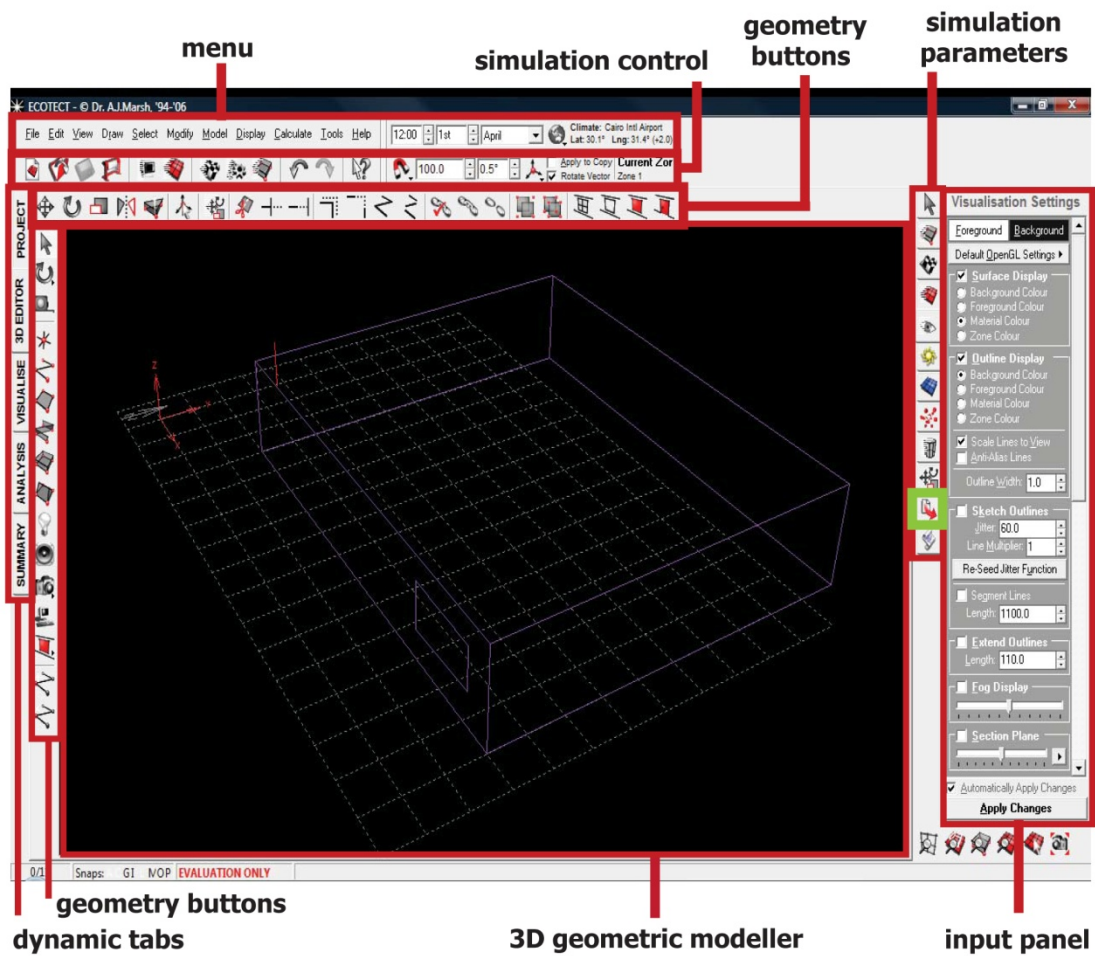 menu
simulation control
geometry
buttons
simulation
parameters
ECOTECT - © Dr. A.J.Marsh, '94-'06
File Edit View Draw Select Modify Model Display Calculate Tools Help
12:00 1st April
Climate: Cairo Intl Airport
Lat: 30.1° Lng: 31.4° (+2.0)
100.0 0.5°
Apply to Copy Current Zor
Rotate Vector Zone 1
PROJECT
3D EDITOR
VISUALISE
ANALYSIS
SUMMARY
Z
Y
X
Visualisation Settings
Foreground Background
Default OpenGL Settings
Surface Display
Background Colour
Foreground Colour
Material Colour
Zone Colour
Outline Display
Background Colour
Foreground Colour
Material Colour
Zone Colour
Scale Lines to View
Anti-Alias Lines
Outline Width: 1.0
Sketch Outlines
Jitter: 60.0
Line Multiplier: 1
Re-Seed Jitter Function
Segment Lines
Length: 1100.0
Extend Outlines
Length: 110.0
Fog Display
Section Plane
Automatically Apply Changes
Apply Changes
0/1 Snaps: GI MOP EVALUATION ONLY
geometry buttons
dynamic tabs
3D geometric modeller
input panel